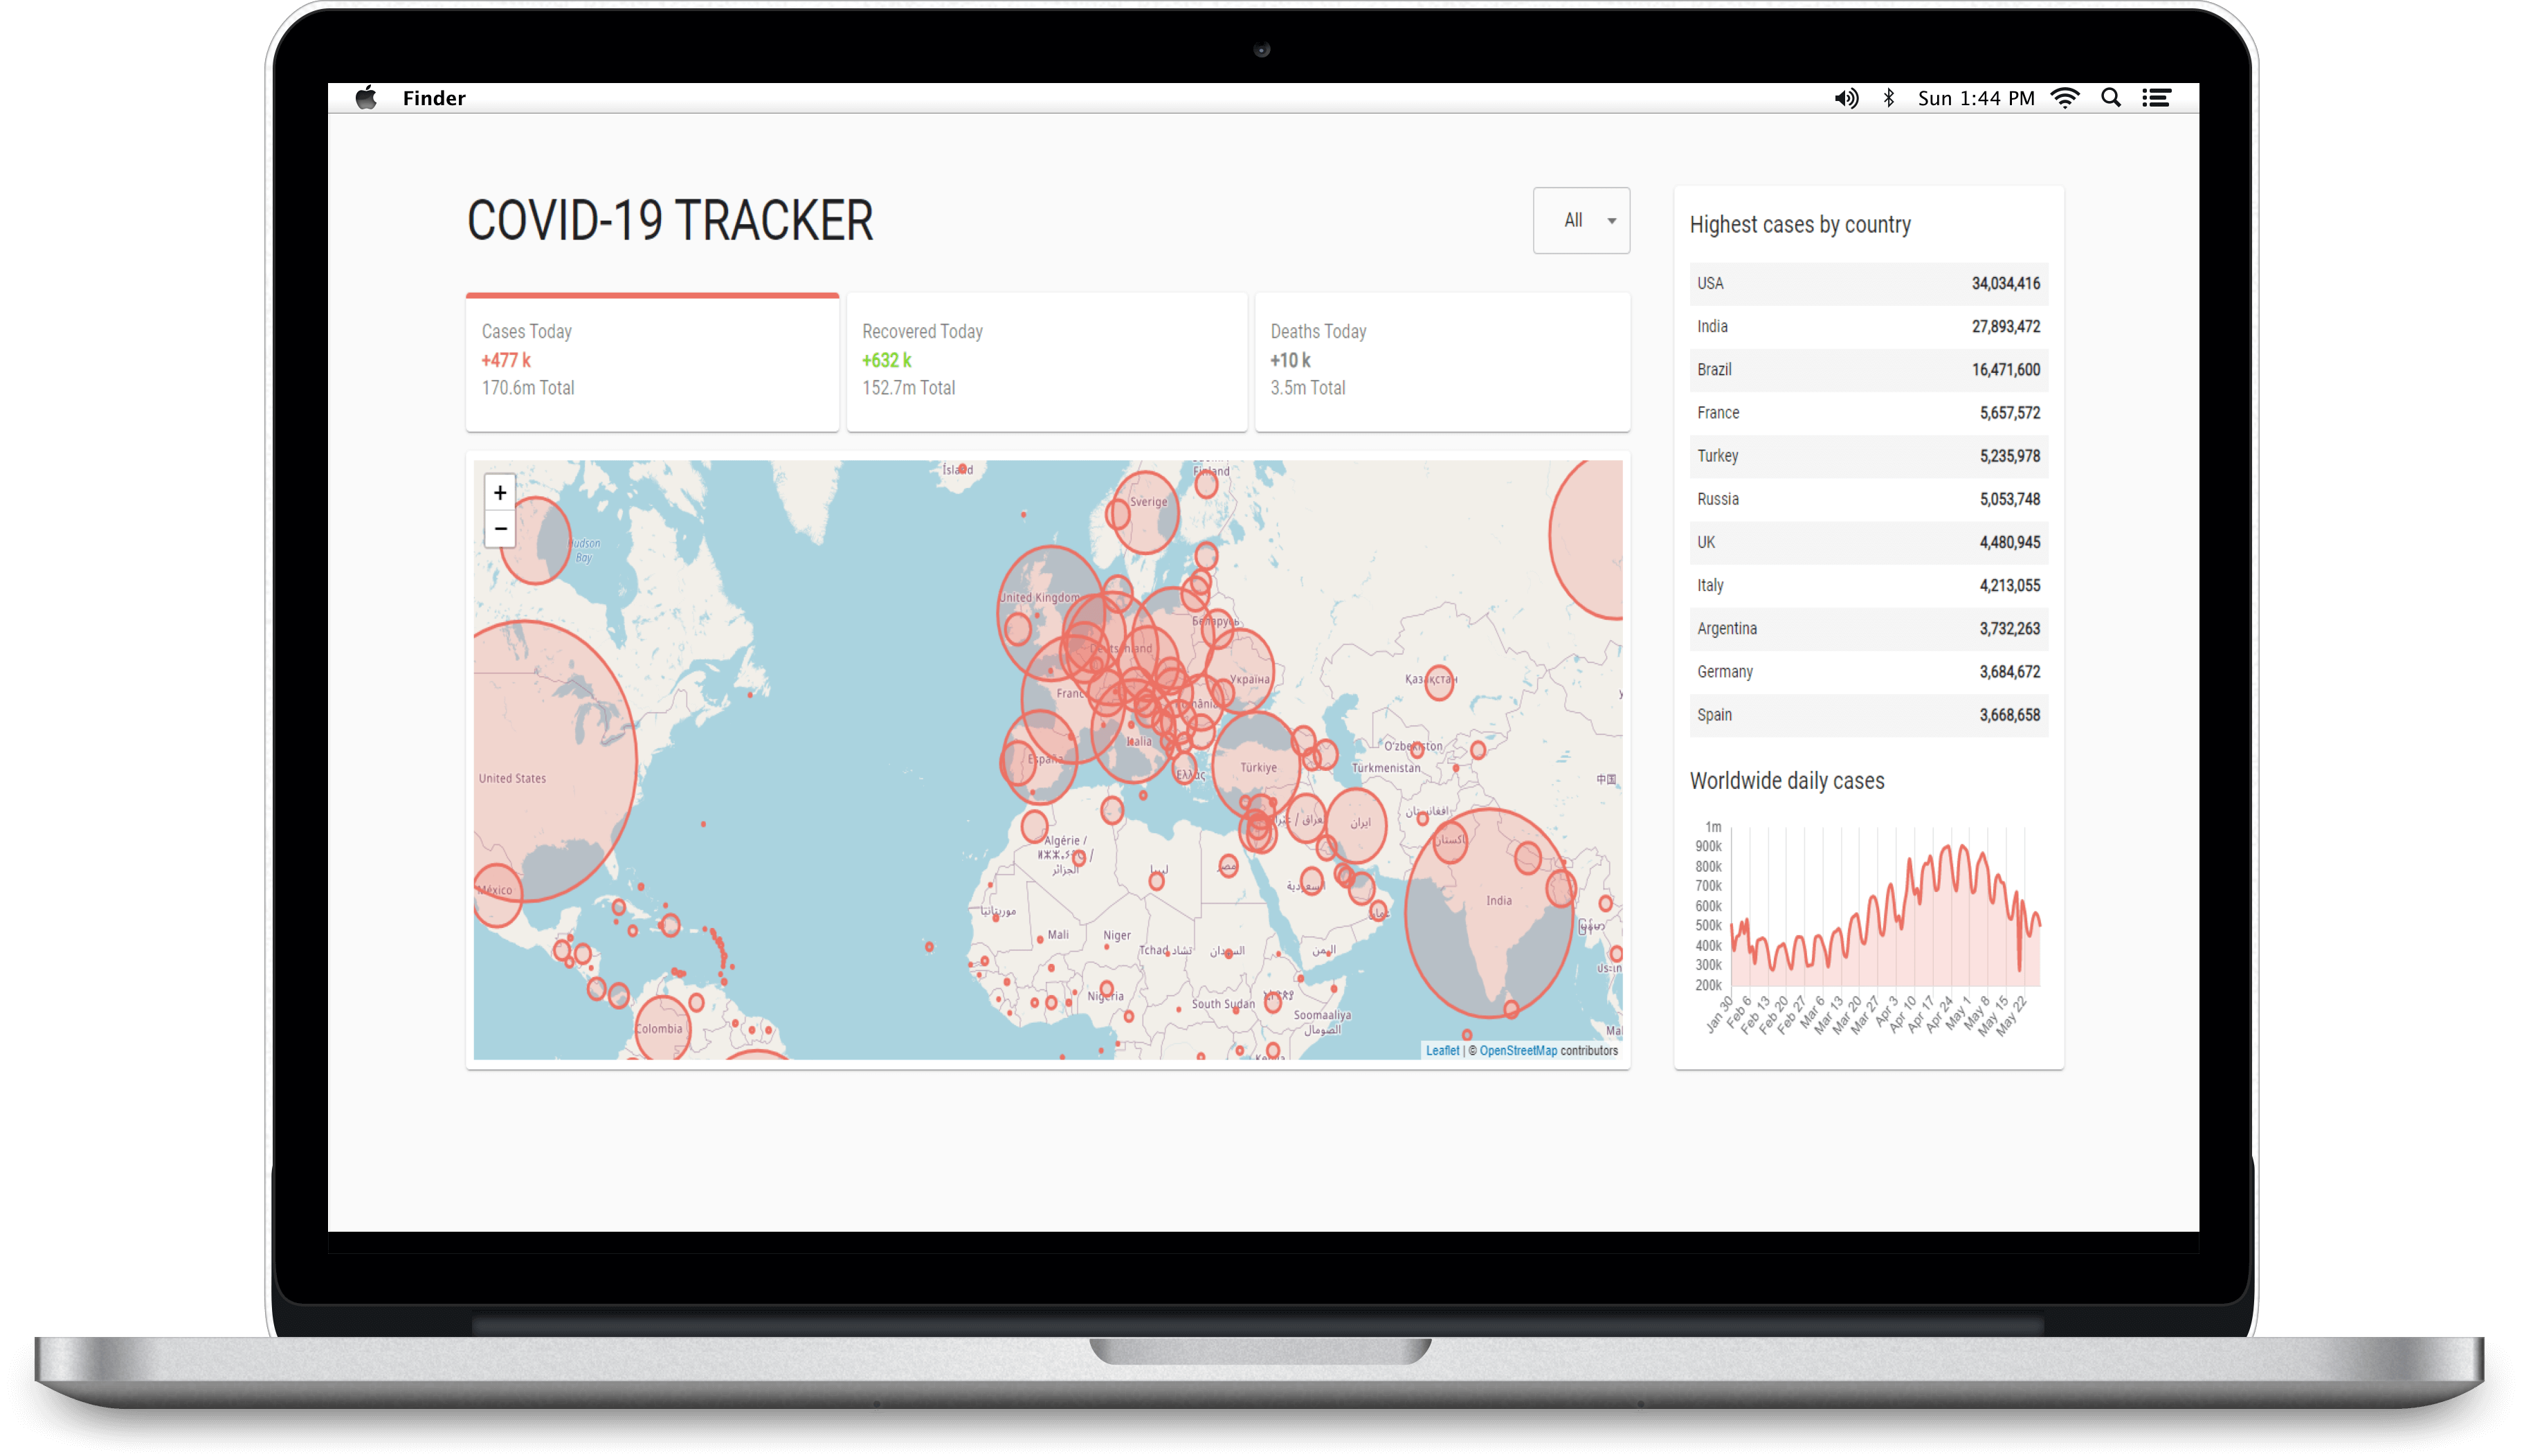 Finder
Sun 1:44 PM
COVID-19 TRACKER
All
Cases Today
+477 k
170.6m Total
Recovered Today
+632 k
152.7m Total
Deaths Today
+10 k
3.5m Total
+
−
Ísland
Finland
Sverige
Hudson
Bay
United Kingdom
Беларусь
Deutschland
Україна
Franc
România
Қазақстан
Italia
España
Ελλάς
Türkiye
O'zbekiston
Türkmenistan
中国
United States
افغانستان
ایران
پاکستان
Algérie /
ⵍⵣⵣⴰⵢⴻⵔ /
الجزائر
ليبيا
مصر
السعودية
México
India
موريتانيا
عمان
Mali
Niger
Tchad تشاد
السودان
اليمن
Nigeria
South Sudan
Soomaaliya
الصومال
Colombia
Kenya
Mal
Leaflet | © OpenStreetMap contributors
Highest cases by country
USA 34,034,416
India 27,893,472
Brazil 16,471,600
France 5,657,572
Turkey 5,235,978
Russia 5,053,748
UK 4,480,945
Italy 4,213,055
Argentina 3,732,263
Germany 3,684,672
Spain 3,668,658
Worldwide daily cases
1m
900k
800k
700k
600k
500k
400k
300k
200k
Jan 30
Feb 6
Feb 13
Feb 20
Feb 27
Mar 6
Mar 13
Mar 20
Mar 27
Apr 3
Apr 10
Apr 17
Apr 24
May 1
May 8
May 15
May 22